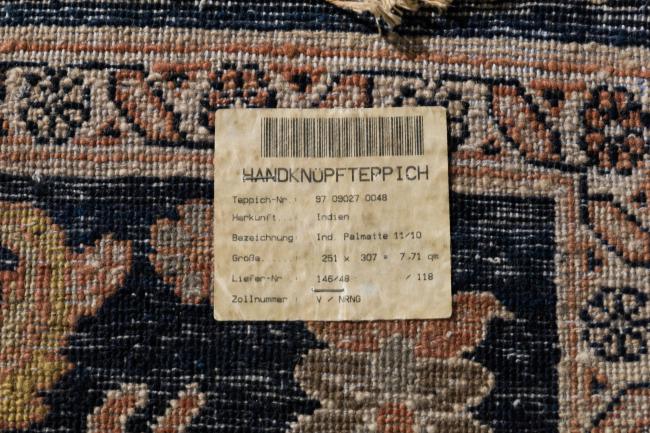 HANDKNÜPFTEPPICH
Teppich-Nr.: 97 09027 0048
Herkunft...: Indien
Bezeichnung: Ind. Palmatte 11/10
Größe......: 251 x 307 = 7,71 qm
Liefer-Nr.: 146/48 / 118
Zollnummer: V / NRNG